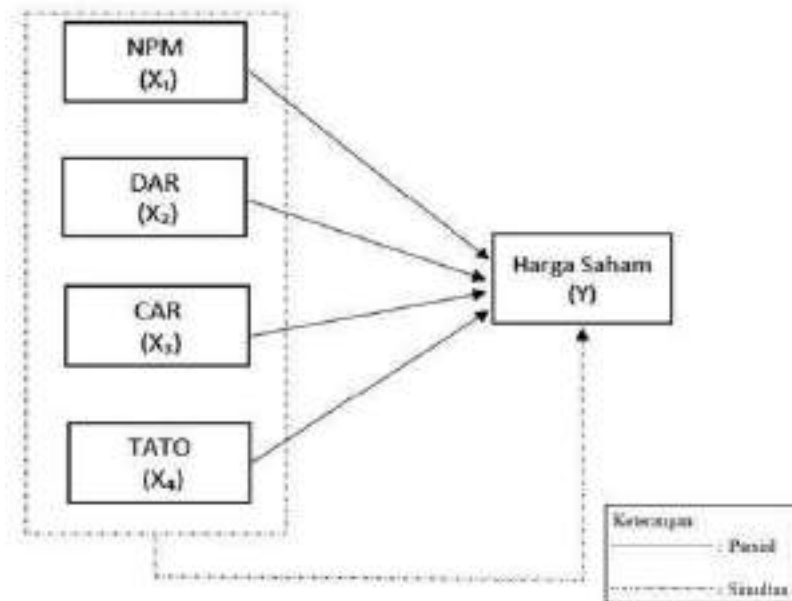 NPM
(X₁)
DAR
(X₂)
CAR
(X₃)
TATO
(X₄)
Harga Saham
(Y)
Keterangan
: Parsial
: Simultan